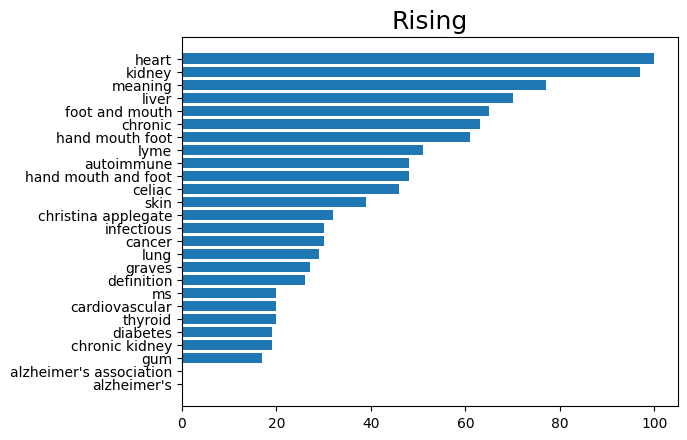 Rising
heart
kidney
meaning
liver
foot and mouth
chronic
hand mouth foot
lyme
autoimmune
hand mouth and foot
celiac
skin
christina applegate
infectious
cancer
lung
graves
definition
ms
cardiovascular
thyroid
diabetes
chronic kidney
gum
alzheimer's association
alzheimer's
0 20 40 60 80 100